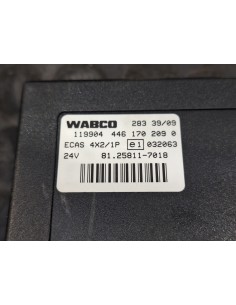 WABCO 283 39/09
119904 446 170 209 0
ECAS 4X2/1P e1 032063
24V 81.25811-7018